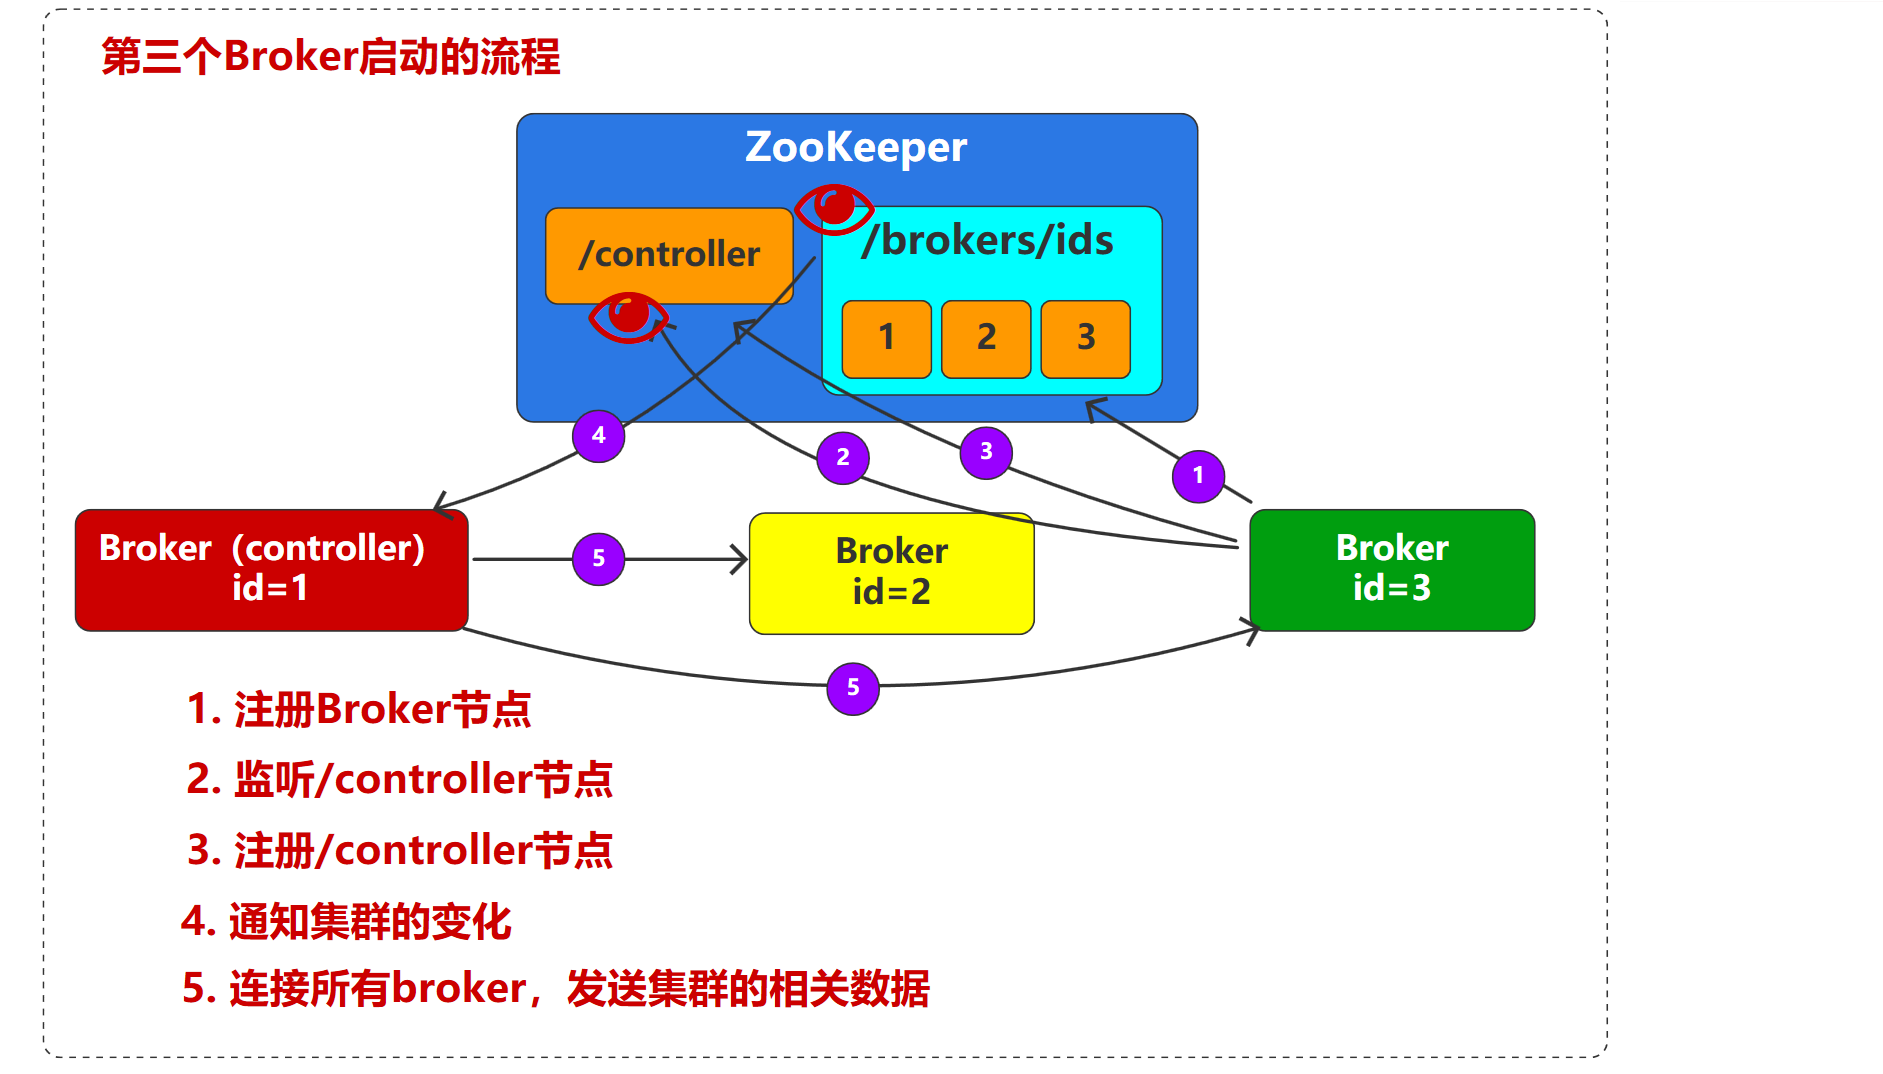 第三个Broker启动的流程
ZooKeeper
/controller
/brokers/ids
1
2
3
4
2
3
1
Broker（controller）
id=1
5
Broker
id=2
Broker
id=3
5
1. 注册Broker节点
2. 监听/controller节点
3. 注册/controller节点
4. 通知集群的变化
5. 连接所有broker，发送集群的相关数据